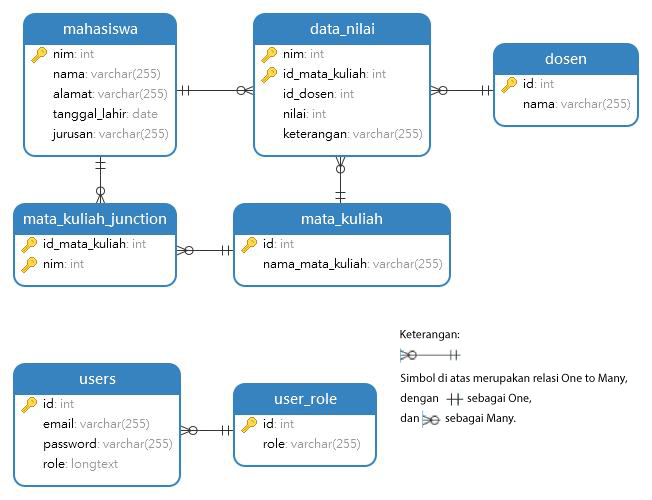 mahasiswa
nim: int
nama: varchar(255)
alamat: varchar(255)
tanggal_lahir: date
jurusan: varchar(255)
data_nilai
nim: int
id_mata_kuliah: int
id_dosen: int
nilai: int
keterangan: varchar(255)
dosen
id: int
nama: varchar(255)
mata_kuliah_junction
id_mata_kuliah: int
nim: int
mata_kuliah
id: int
nama_mata_kuliah: varchar(255)
users
id: int
email: varchar(255)
password: varchar(255)
role: longtext
user_role
id: int
role: varchar(255)
Keterangan:
Simbol di atas merupakan relasi One to Many,
dengan sebagai One,
dan sebagai Many.